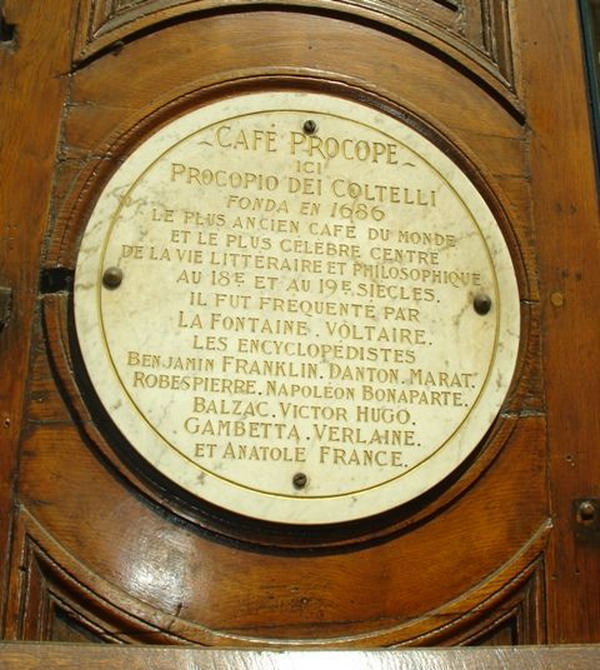 ~CAFÉ PROCOPE~
ICI
PROCOPIO DEI COLTELLI
FONDA EN 1686
LE PLUS ANCIEN CAFÉ DU MONDE
ET LE PLUS CÉLÈBRE CENTRE
DE LA VIE LITTÉRAIRE ET PHILOSOPHIQUE
AU 18E ET AU 19E SIÈCLES.
IL FUT FRÉQUENTÉ PAR
LA FONTAINE . VOLTAIRE.
LES ENCYCLOPÉDISTES
BENJAMIN FRANKLIN. DANTON. MARAT.
ROBESPIERRE. NAPOLÉON BONAPARTE.
BALZAC. VICTOR HUGO.
GAMBETTA . VERLAINE.
ET ANATOLE FRANCE.